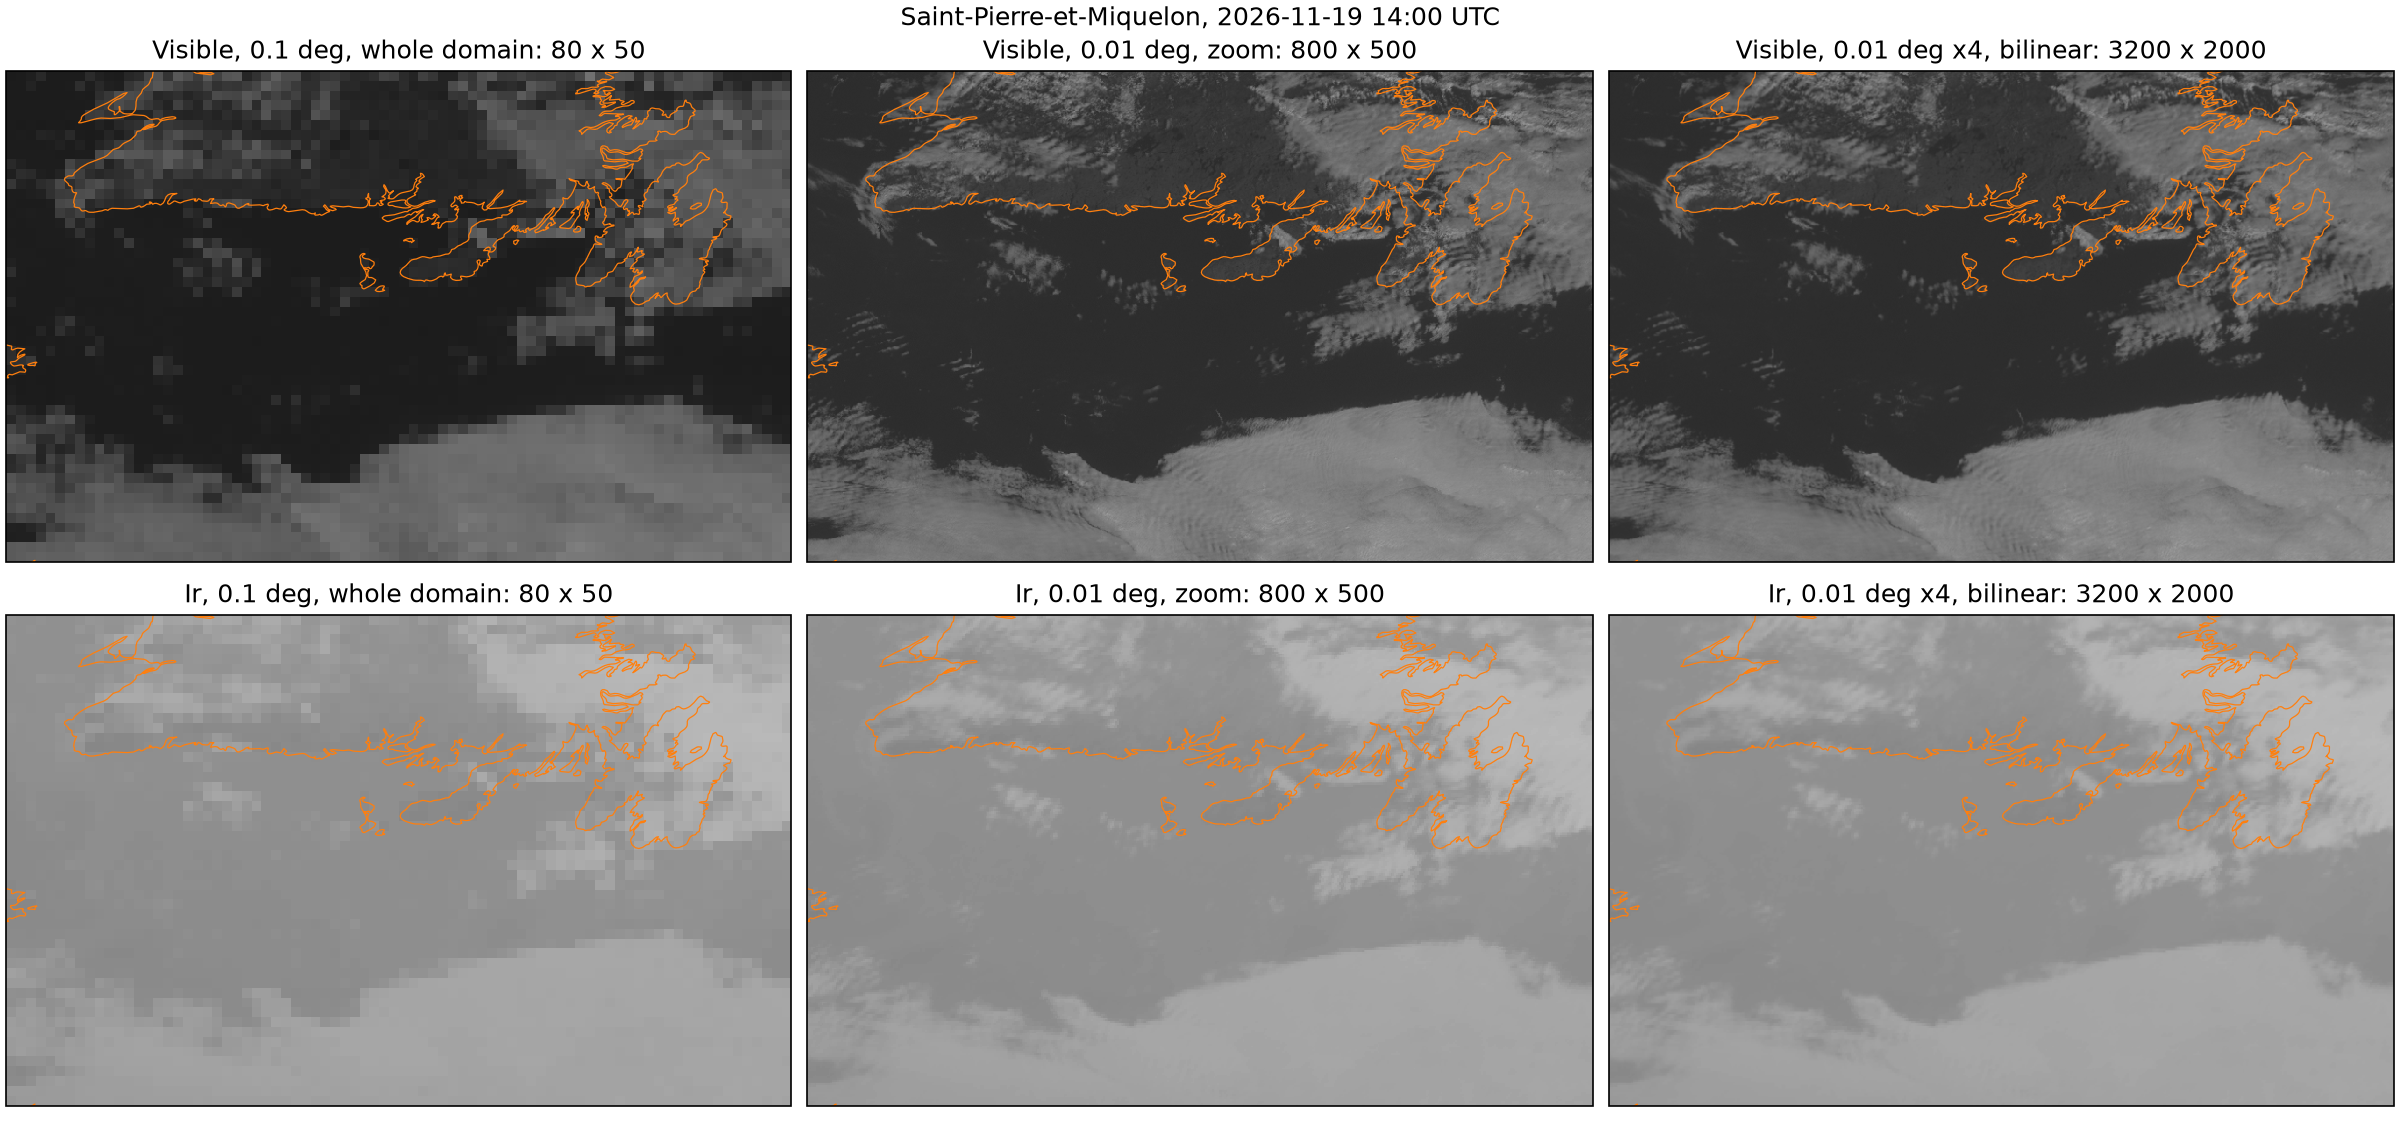 Saint-Pierre-et-Miquelon, 2026-11-19 14:00 UTC
Visible, 0.1 deg, whole domain: 80 x 50
Visible, 0.01 deg, zoom: 800 x 500
Visible, 0.01 deg x4, bilinear: 3200 x 2000
Ir, 0.1 deg, whole domain: 80 x 50
Ir, 0.01 deg, zoom: 800 x 500
Ir, 0.01 deg x4, bilinear: 3200 x 2000